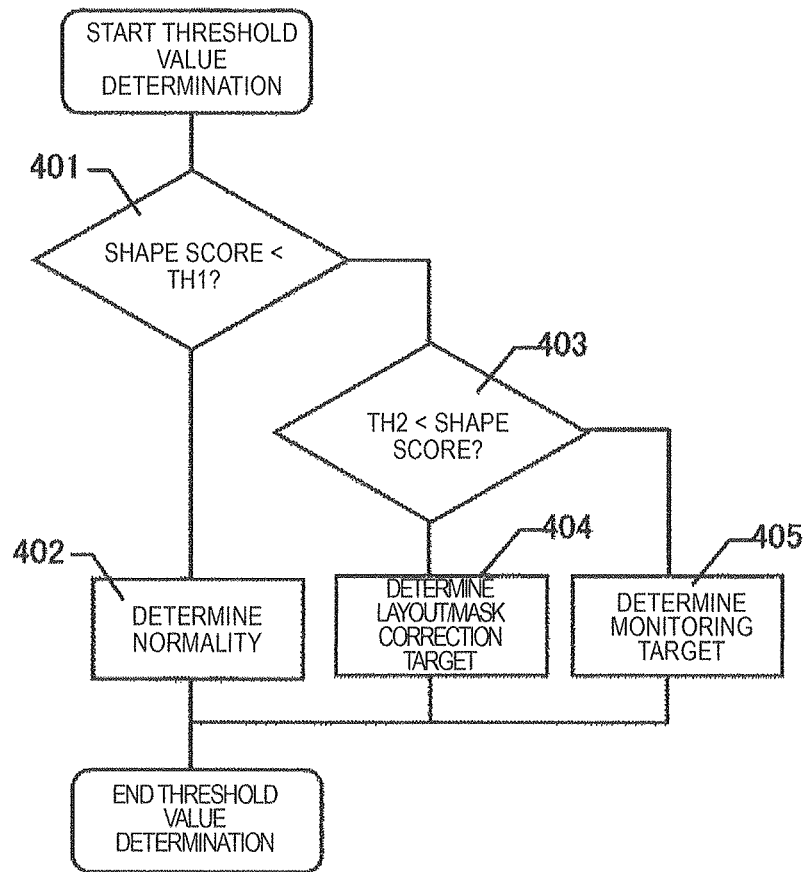 START THRESHOLD
VALUE
DETERMINATION
401
SHAPE SCORE <
TH1?
403
TH2 < SHAPE
SCORE?
402
DETERMINE
NORMALITY
404
DETERMINE
LAYOUT/MASK
CORRECTION
TARGET
405
DETERMINE
MONITORING
TARGET
END THRESHOLD
VALUE
DETERMINATION